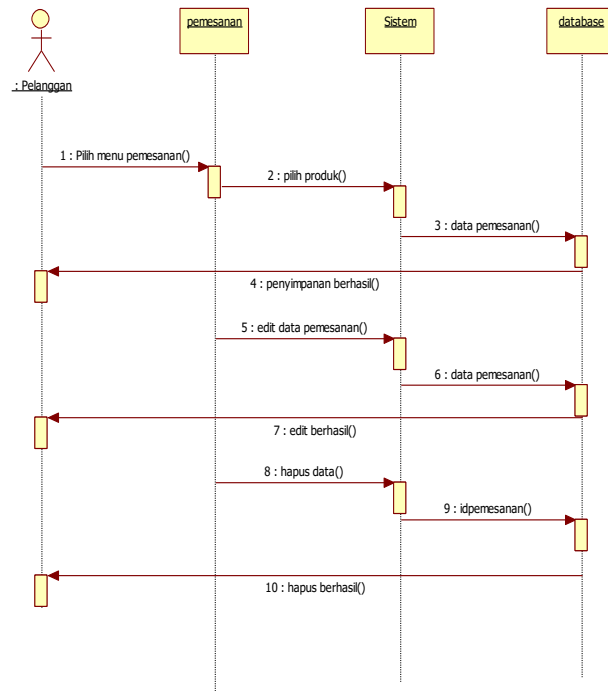 pemesanan
Sistem
database
: Pelanggan
1 : Pilih menu pemesanan()
2 : pilih produk()
3 : data pemesanan()
4 : penyimpanan berhasil()
5 : edit data pemesanan()
6 : data pemesanan()
7 : edit berhasil()
8 : hapus data()
9 : idpemesanan()
10 : hapus berhasil()